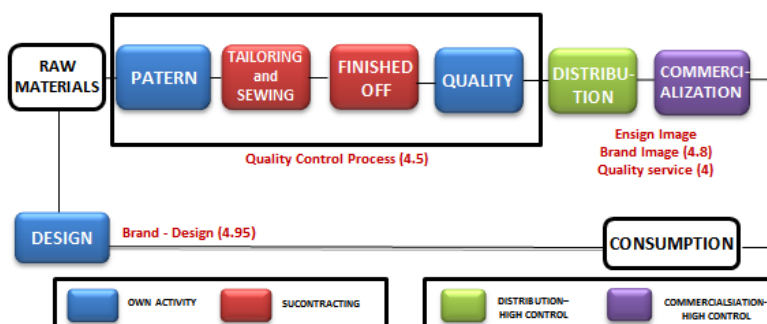 RAW
MATERIALS
PATERN
TAILORING
and
SEWING
FINISHED
OFF
QUALITY
DISTRIBU-
TION
COMMERCI-
ALIZATION
Quality Control Process (4.5)
Ensign Image
Brand Image (4.8)
Quality service (4)
DESIGN
Brand - Design (4.95)
CONSUMPTION
OWN ACTIVITY
SUCONTRACTING
DISTRIBUTION–
HIGH CONTROL
COMMERCIALSIATION-
HIGH CONTROL